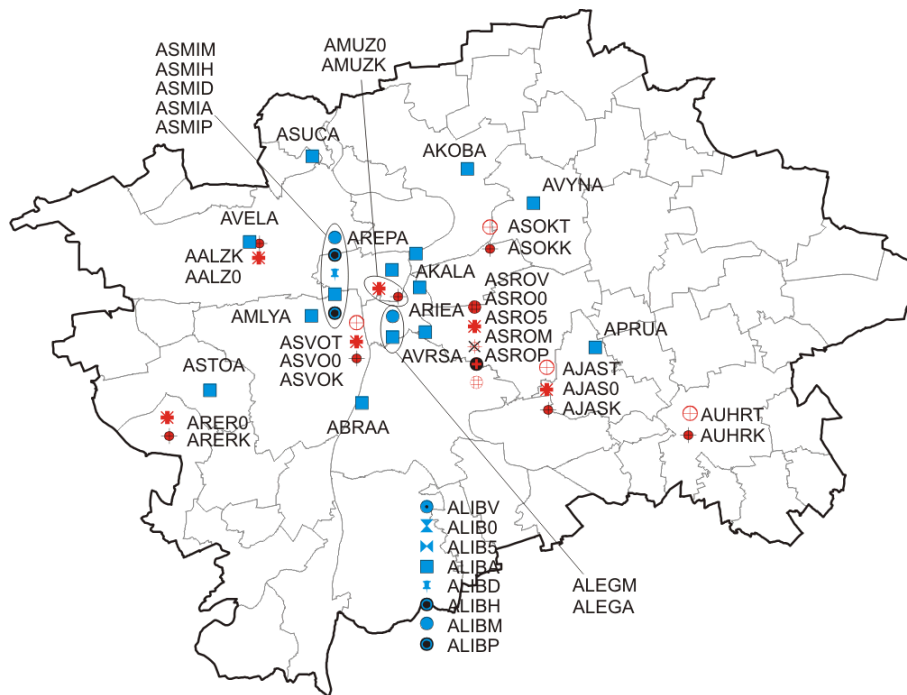 ASMIM
ASMIH
ASMID
ASMIA
ASMIP
AMUZ0
AMUZK
ASUCA
AKOBA
AVYNA
AVELA
AALZK
AALZ0
AREPA
ASOKT
ASOKK
AKALA
ASROV
ASRO0
ASRO5
ASROM
ASROP
ARIEA
AMLYA
ASVOT
ASVO0
ASVOK
AVRSA
APRUA
ASTOA
AJAST
AJAS0
AJASK
ABRAA
ARER0
ARERK
AUHRT
AUHRK
ALIBV
ALIB0
ALIB5
ALIBA
ALIBD
ALIBH
ALIBM
ALIBP
ALEGM
ALEGA